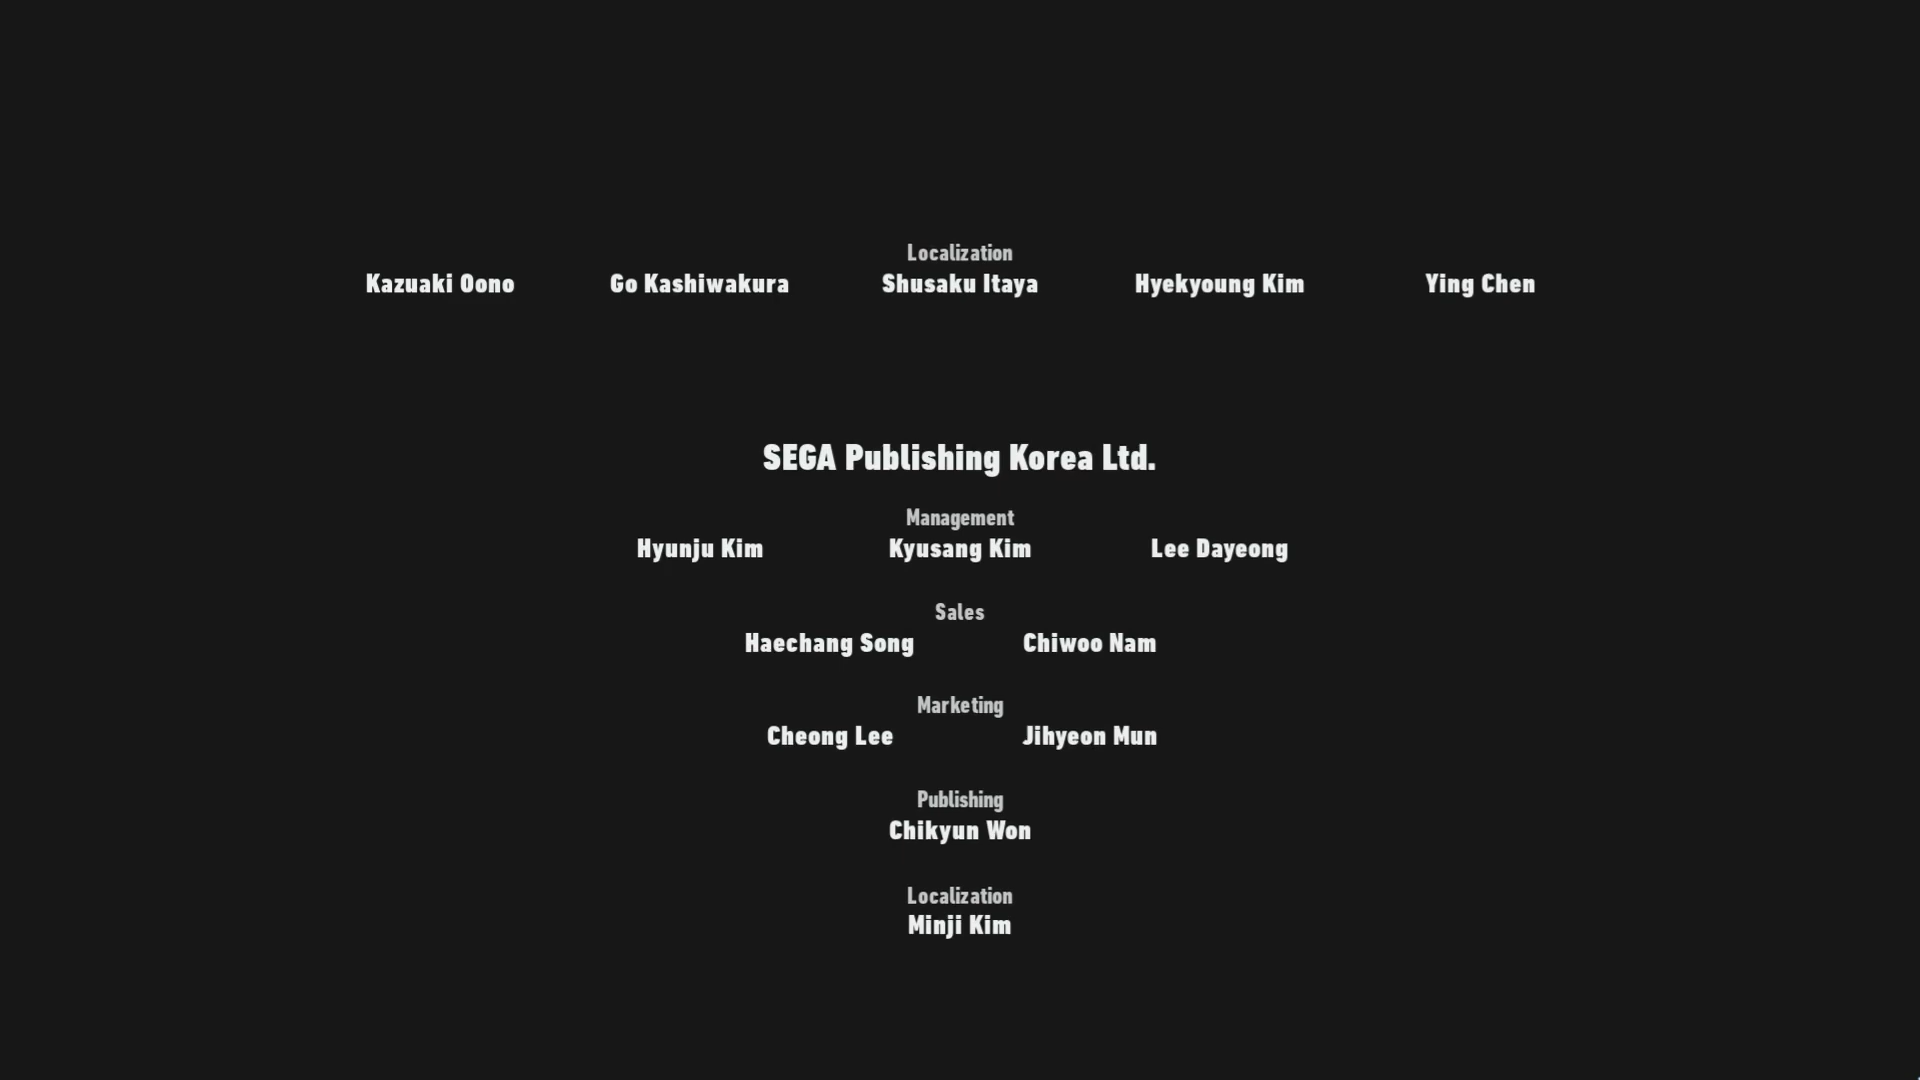 Localization
Kazuaki Oono Go Kashiwakura Shusaku Itaya Hyekyoung Kim Ying Chen
SEGA Publishing Korea Ltd.
Management
Hyunju Kim Kyusang Kim Lee Dayeong
Sales
Haechang Song Chiwoo Nam
Marketing
Cheong Lee Jihyeon Mun
Publishing
Chikyun Won
Localization
Minji Kim